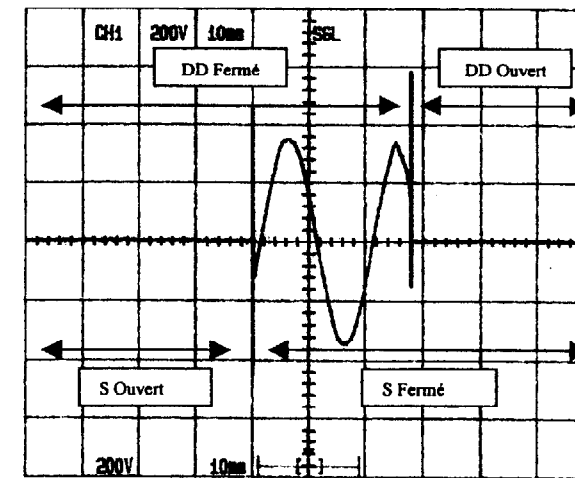 CH1 200V 10ms SGL
DD Fermé
DD Ouvert
S Ouvert
S Fermé
200V 10ms